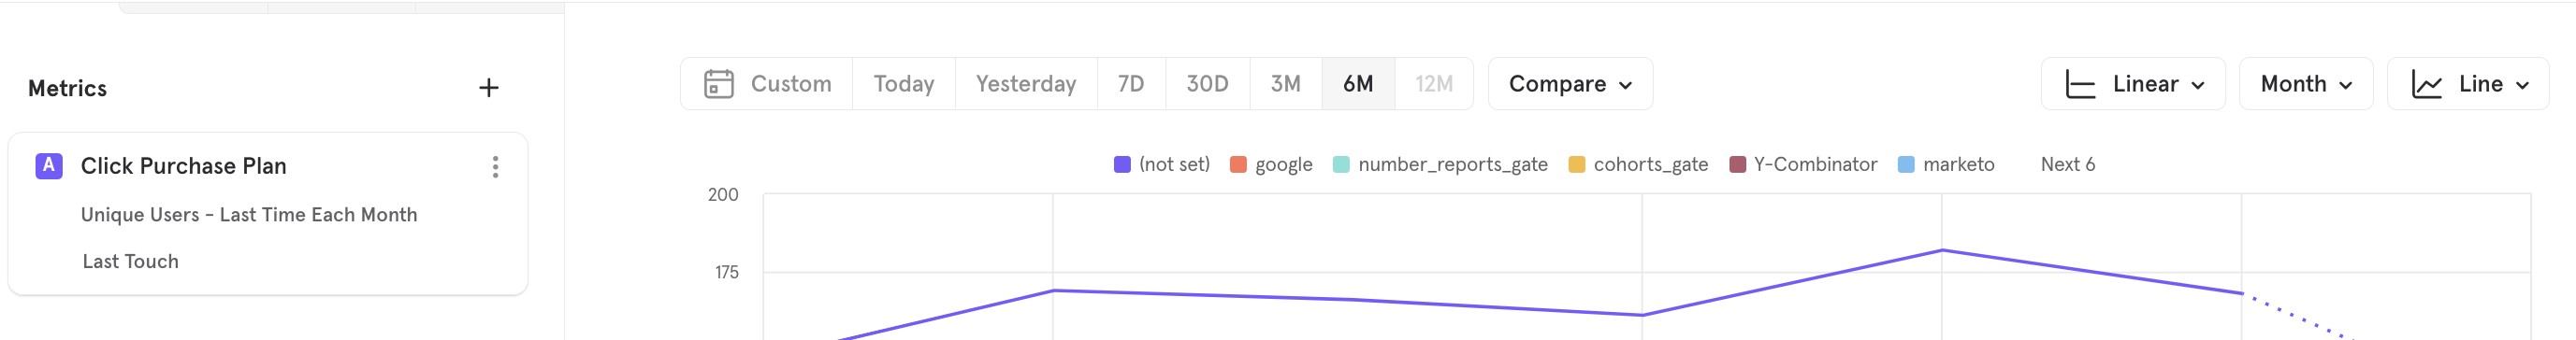 Metrics
A Click Purchase Plan
Unique Users - Last Time Each Month
Last Touch
Custom Today Yesterday 7D 30D 3M 6M 12M Compare Linear Month Line
(not set) google number_reports_gate cohorts_gate Y-Combinator marketo Next 6
200
175